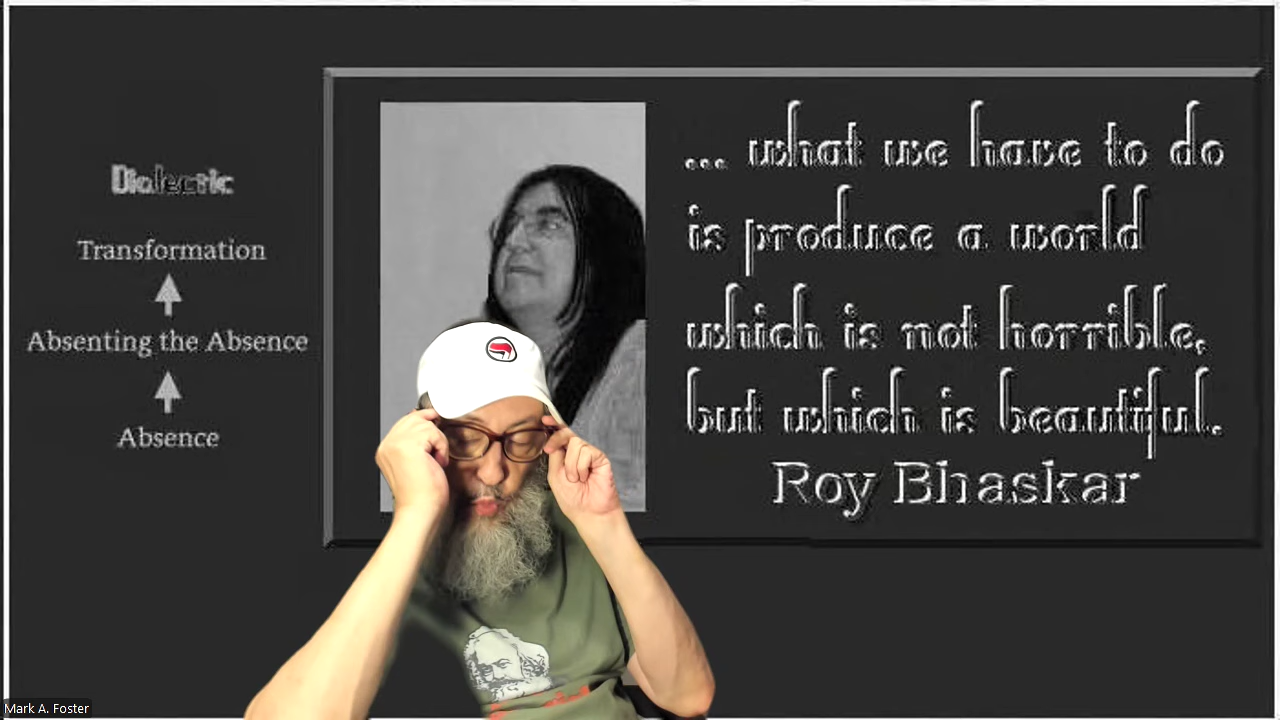 Dialectic
Transformation
Absenting the Absence
Absence
... what we have to do
is produce a world
which is not horrible,
but which is beautiful.
Roy Bhaskar
Mark A. Foster